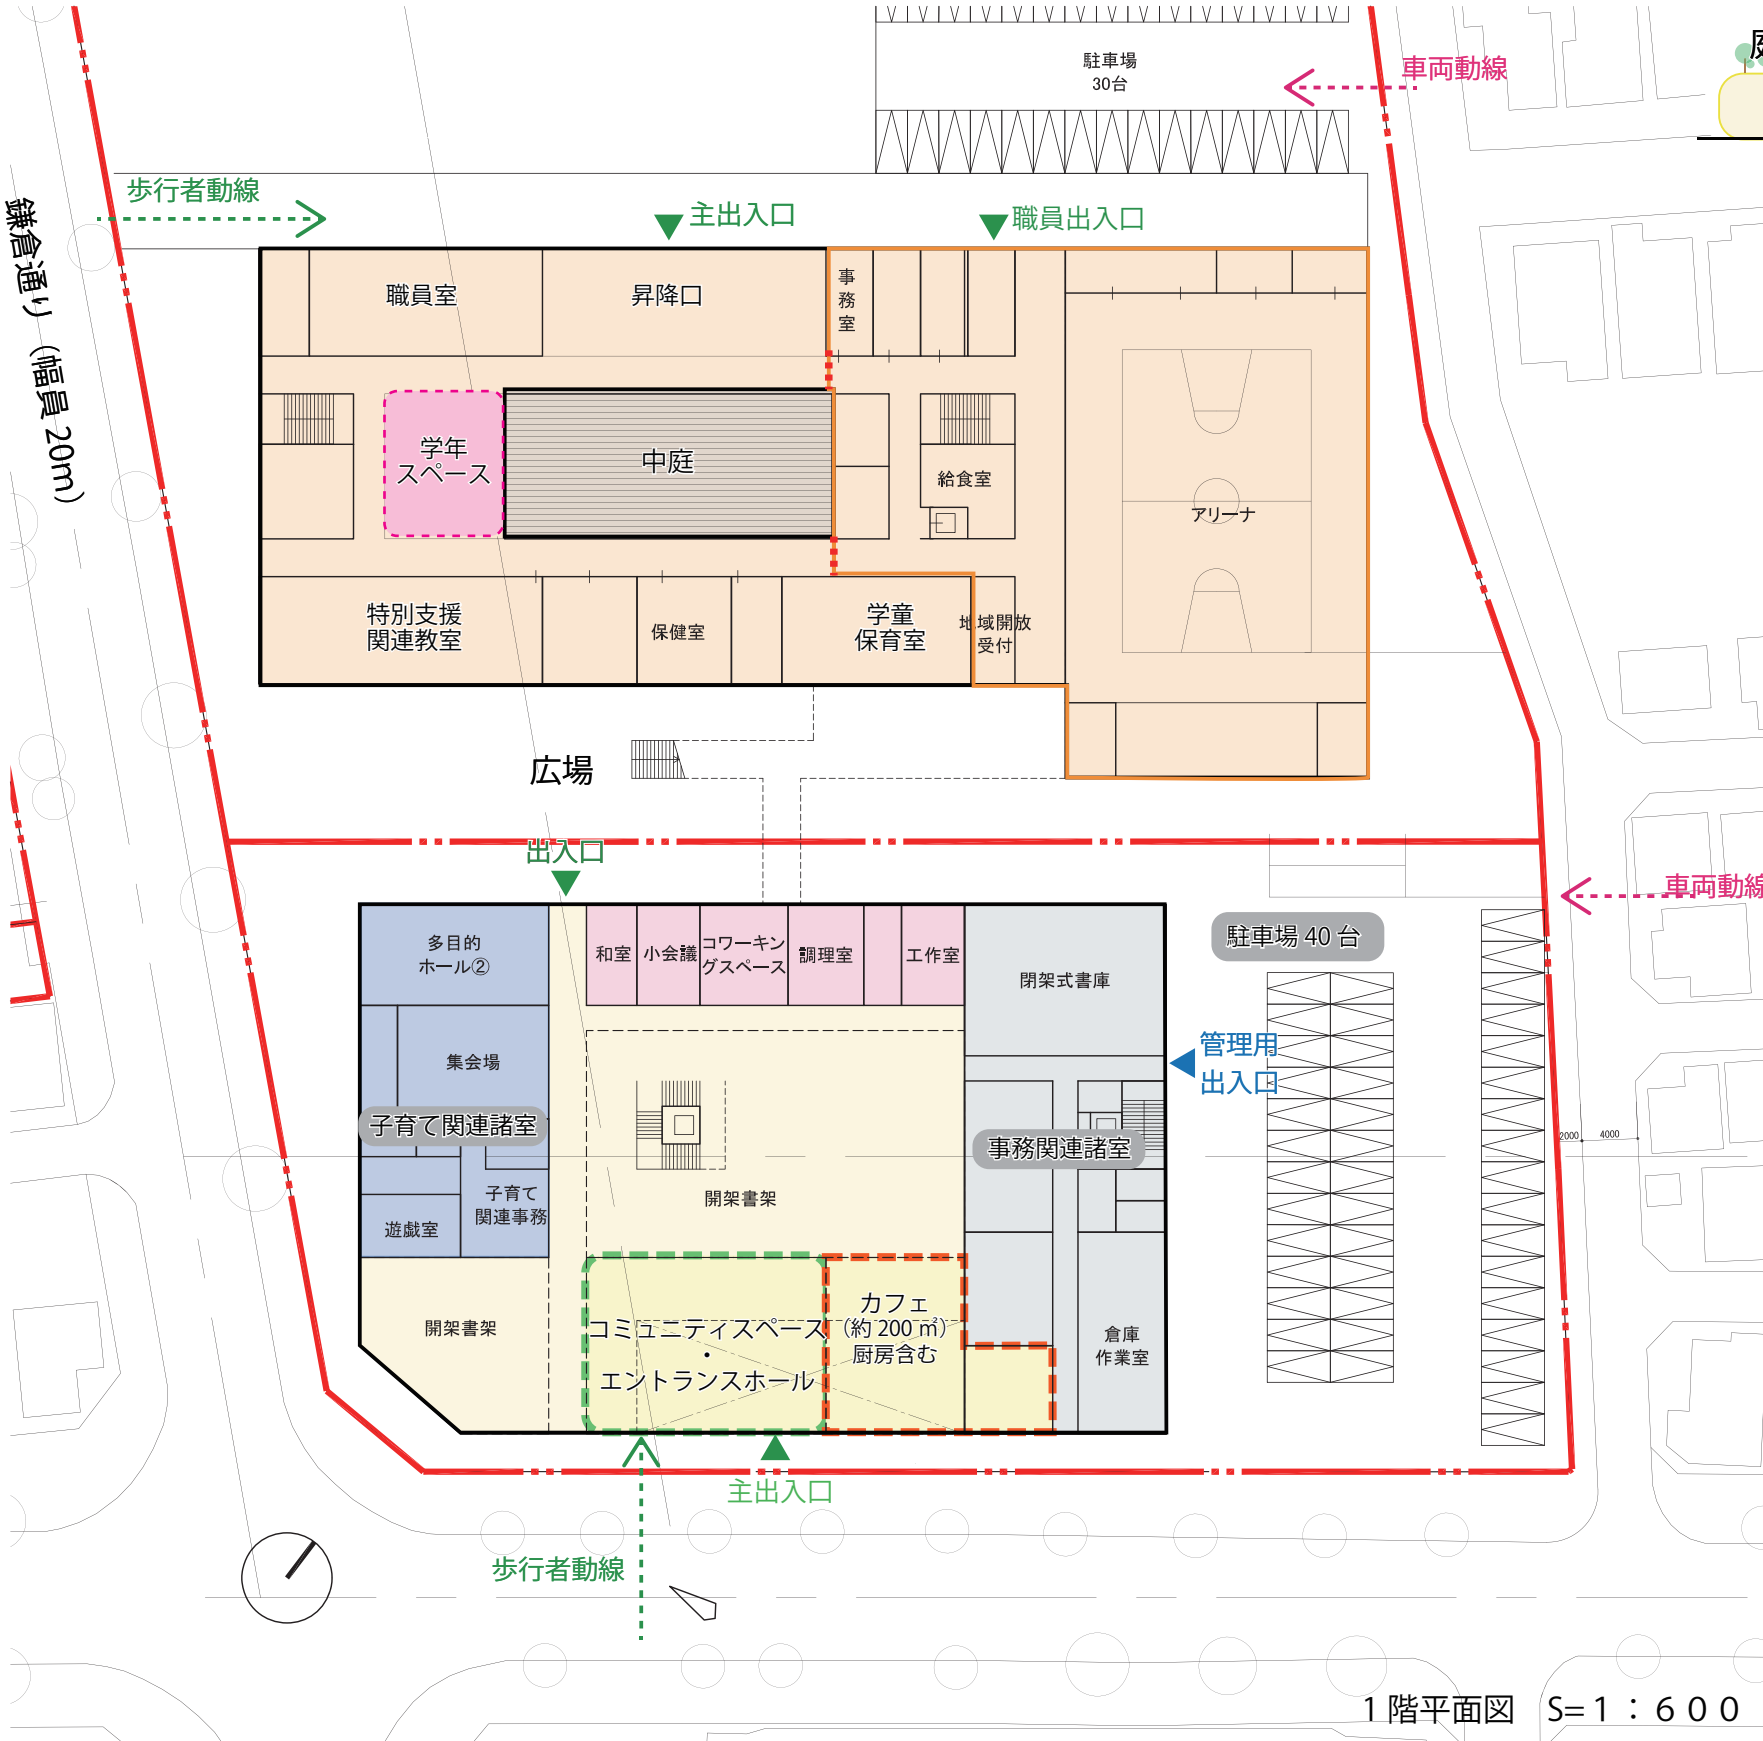 駐車場
30台
車両動線
歩行者動線
主出入口
職員出入口
鎌倉通り（幅員 20m）
職員室
昇降口
事
務
室
学年
スペース
中庭
給食室
アリーナ
特別支援
関連教室
保健室
学童
保育室
地域開放
受付
広場
出入口
車両動線
多目的
ホール②
和室
小会議
コワーキン
グスペース
調理室
工作室
閉架式書庫
駐車場 40 台
管理用
出入口
集会場
子育て関連諸室
事務関連諸室
2000
4000
子育て
関連事務
遊戯室
開架書架
開架書架
コミュニティスペース
・
エントランスホール
カフェ
（約 200 ㎡）
厨房含む
倉庫
作業室
主出入口
歩行者動線
１階平面図　S=１：６００